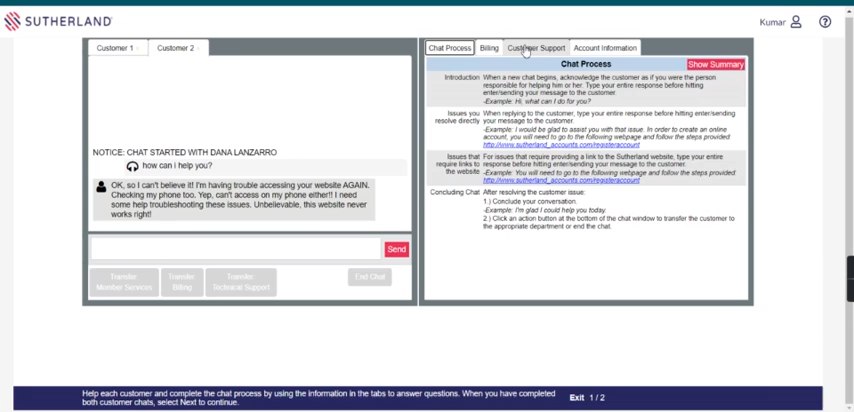 SUTHERLAND
Kumar
Customer 1
Customer 2
NOTICE: CHAT STARTED WITH DANA LANZARRO
how can i help you?
OK, so I can't believe it! I'm having trouble accessing your website AGAIN.
Checking my phone too. Yep, can't access on my phone either!! I need
some help troubleshooting these issues. Unbelievable, this website never
works right!
Send
Transfer Member Services
Transfer Billing
Transfer Technical Support
End Chat
Chat Process
Billing
Customer Support
Account Information
Chat Process
Show Summary
Introduction
When a new chat begins, acknowledge the customer as if you were the person
responsible for helping him or her. Type your entire response before hitting
enter/sending your message to the customer
-Example: Hi, what can I do for you?
Issues you
resolve directly
When replying to the customer, type your entire response before hitting enter/sending
your message to the customer.
-Example: I would be glad to assist you with that issue. In order to create an online
account, you will need to go to the following webpage and follow the steps provided:
http://www.sutherland_accounts.com/registeraccount
Issues that
require links to
the website
For issues that require providing a link to the Sutherland website, type your entire
response before hitting enter/sending your message to the customer.
-Example: You will need to go to the following webpage and follow the steps provided
http://www.sutherland_accounts.com/registeraccount
Concluding Chat
After resolving the customer issue:
1.) Conclude your conversation.
-Example: I'm glad I could help you today.
2.) Click an action button at the bottom of the chat window to transfer the customer to
the appropriate department or end the chat.
Help each customer and complete the chat process by using the information in the tabs to answer questions. When you have completed
both customer chats, select Next to continue.
Exit 1 / 2